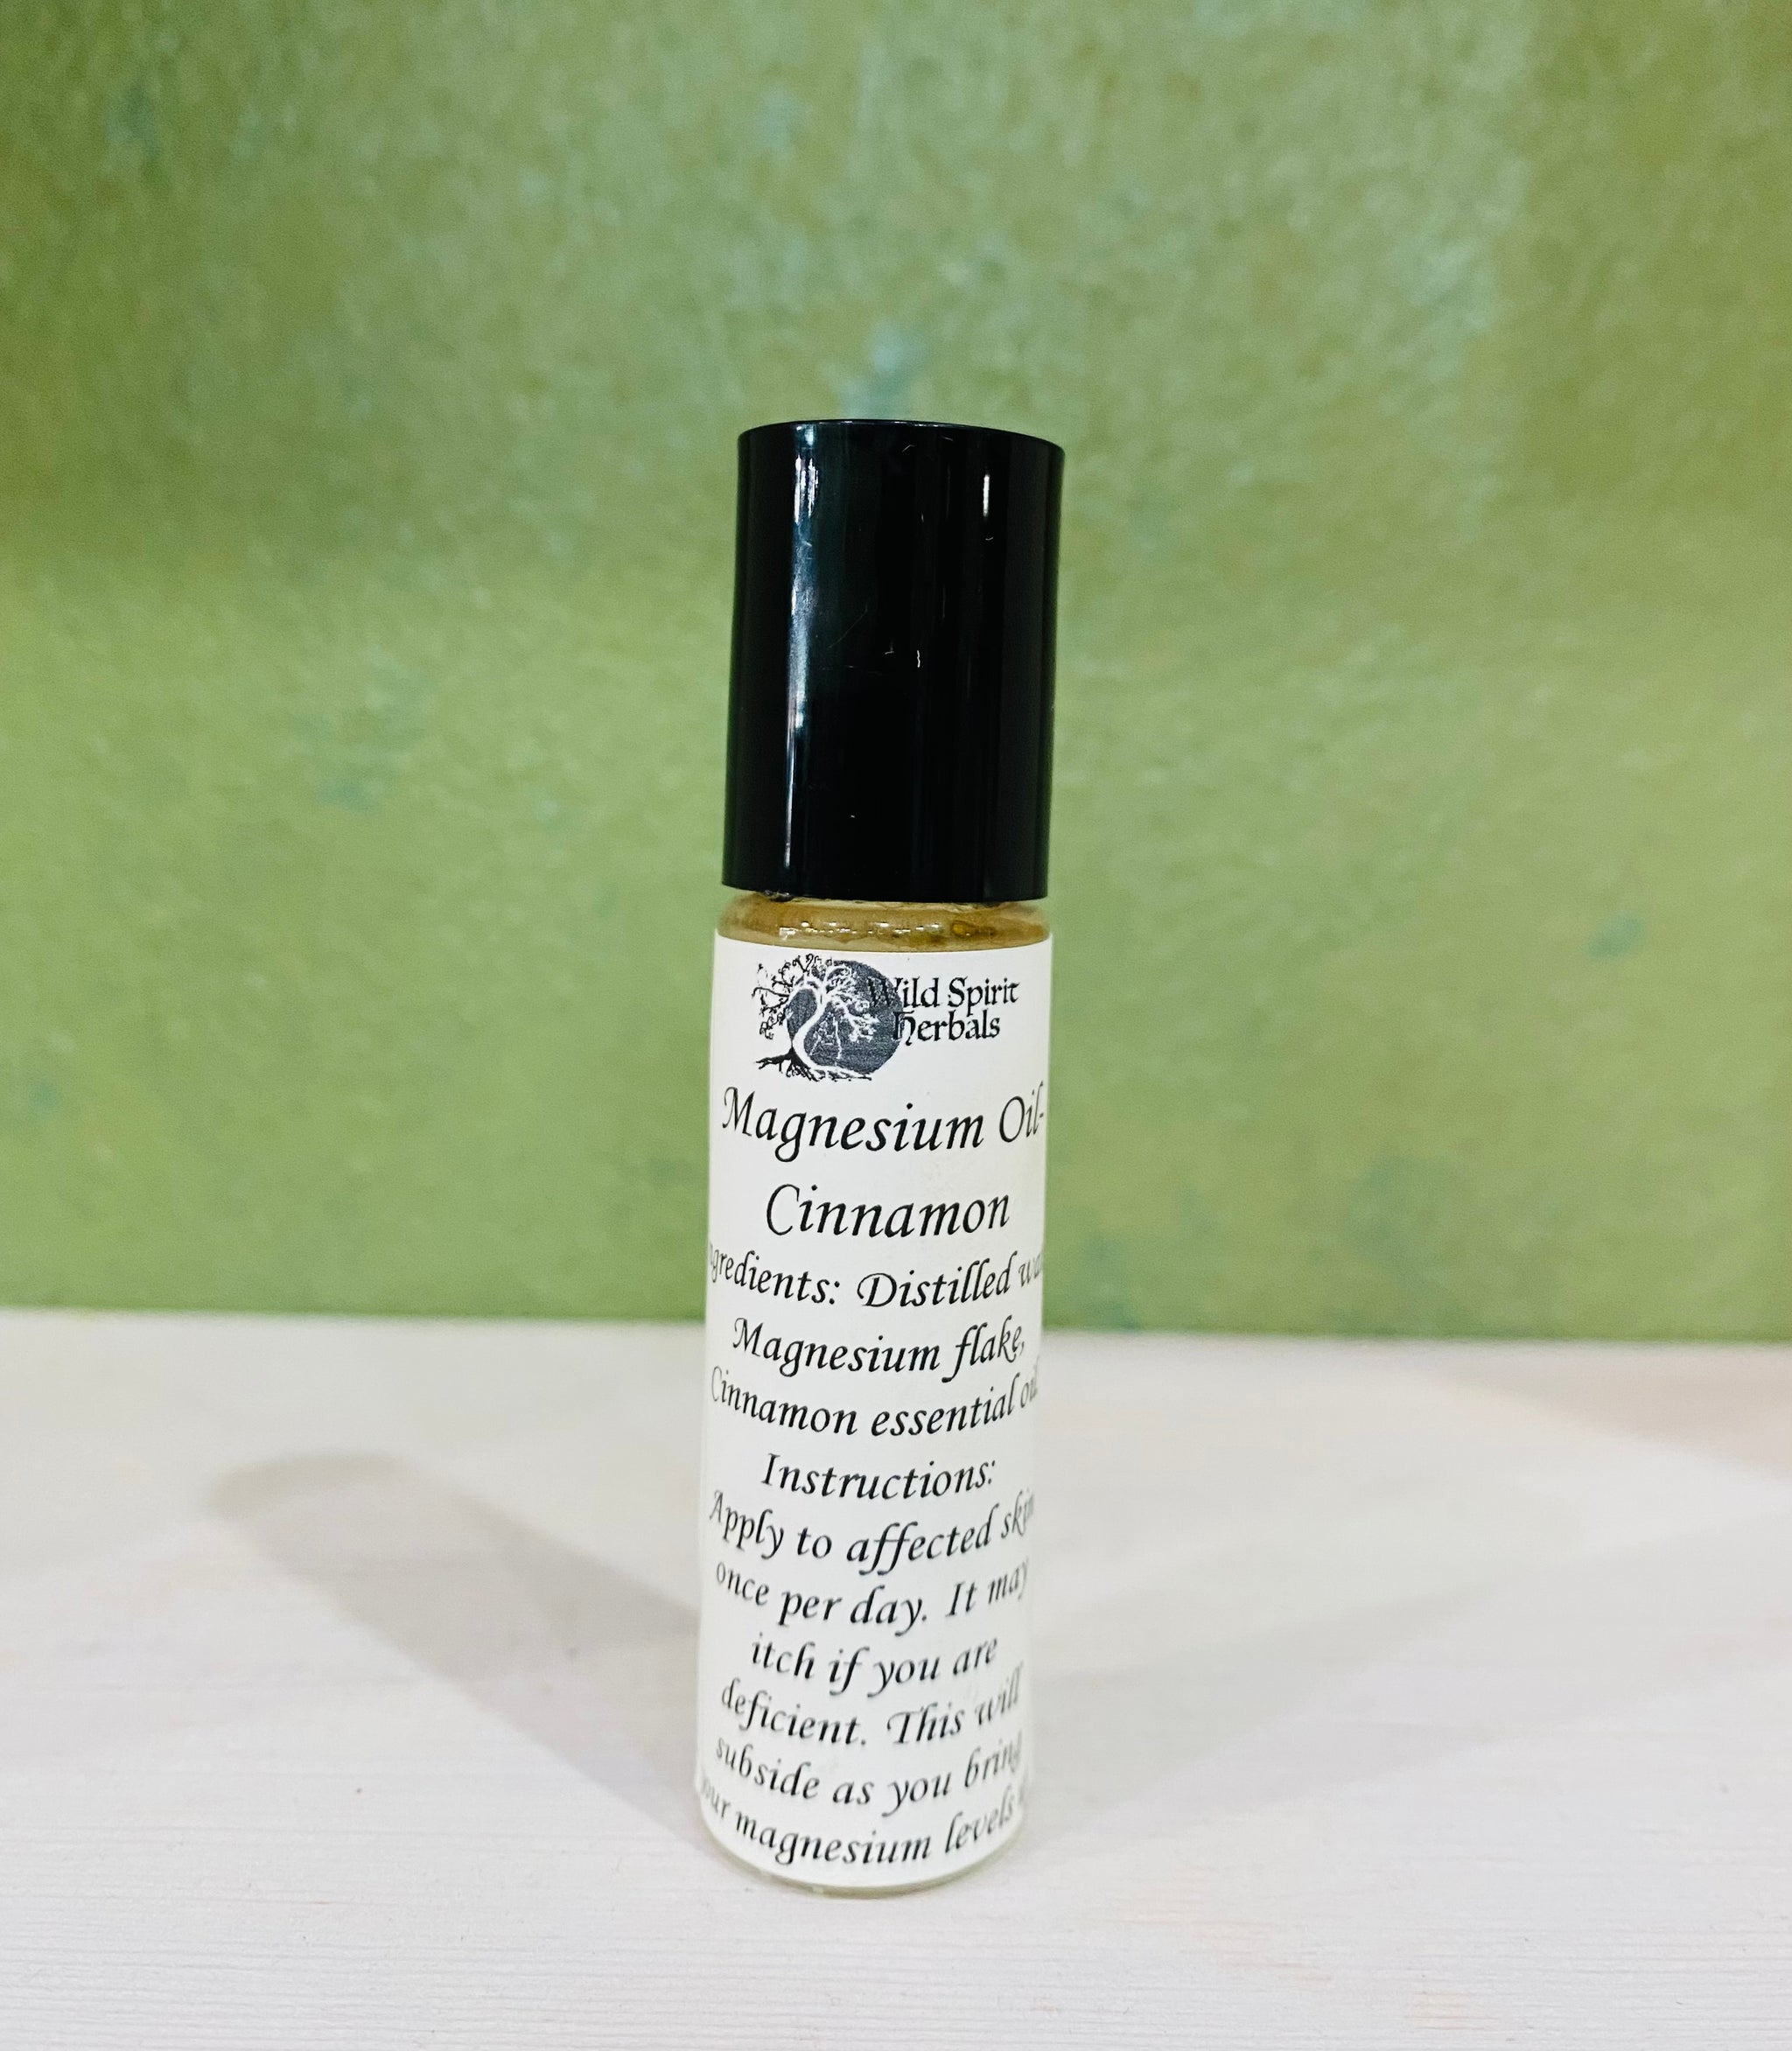 Wild Spirit
Herbals
Magnesium Oil-
Cinnamon
Distilled
Magnesium flake,
Cinnamon essential
Instructions:
Apply to affected skin
once per day. It may
itch if you are
deficient. This will
subside as you bring
magnesium levels